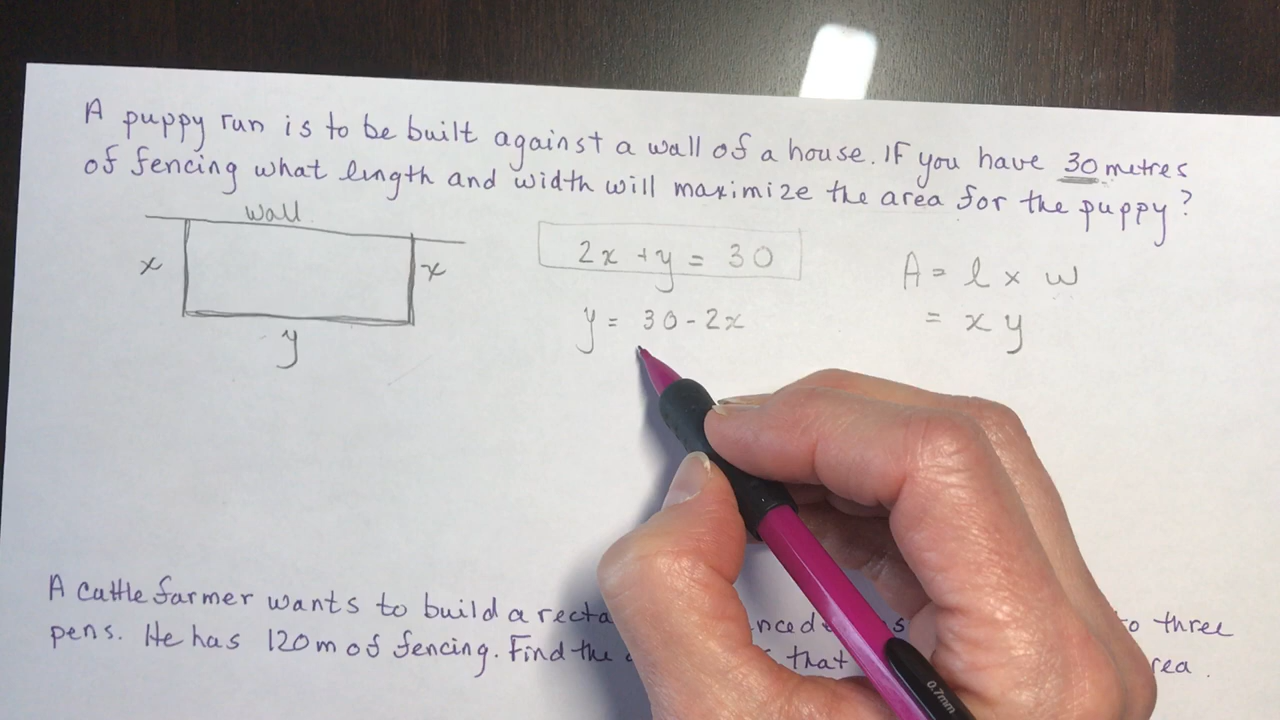 A puppy run is to be built against a wall of a house. IF you have 30 metres
of fencing what length and width will maximize the area for the puppy?
wall
x
x
y
2x + y = 30
y = 30 - 2x
A = l x w
= x y
A cattle farmer wants to build a three
pens. He has 120m of fencing. Find the that
0.7mm